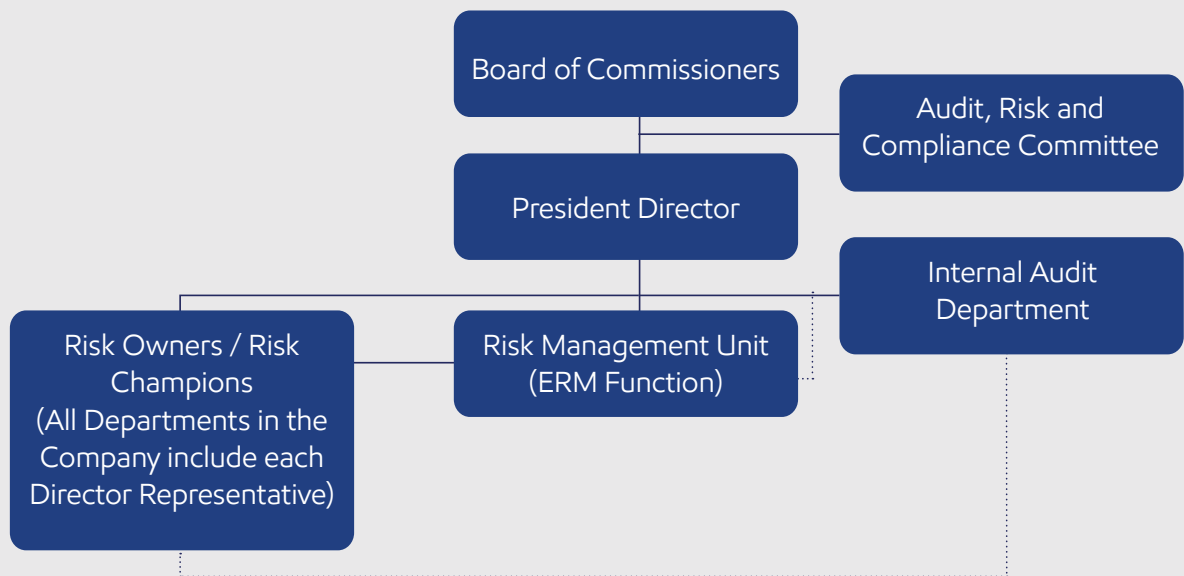 Board of Commissioners
Audit, Risk and
Compliance Committee
President Director
Internal Audit
Department
Risk Owners / Risk
Champions
(All Departments in the
Company include each
Director Representative)
Risk Management Unit
(ERM Function)